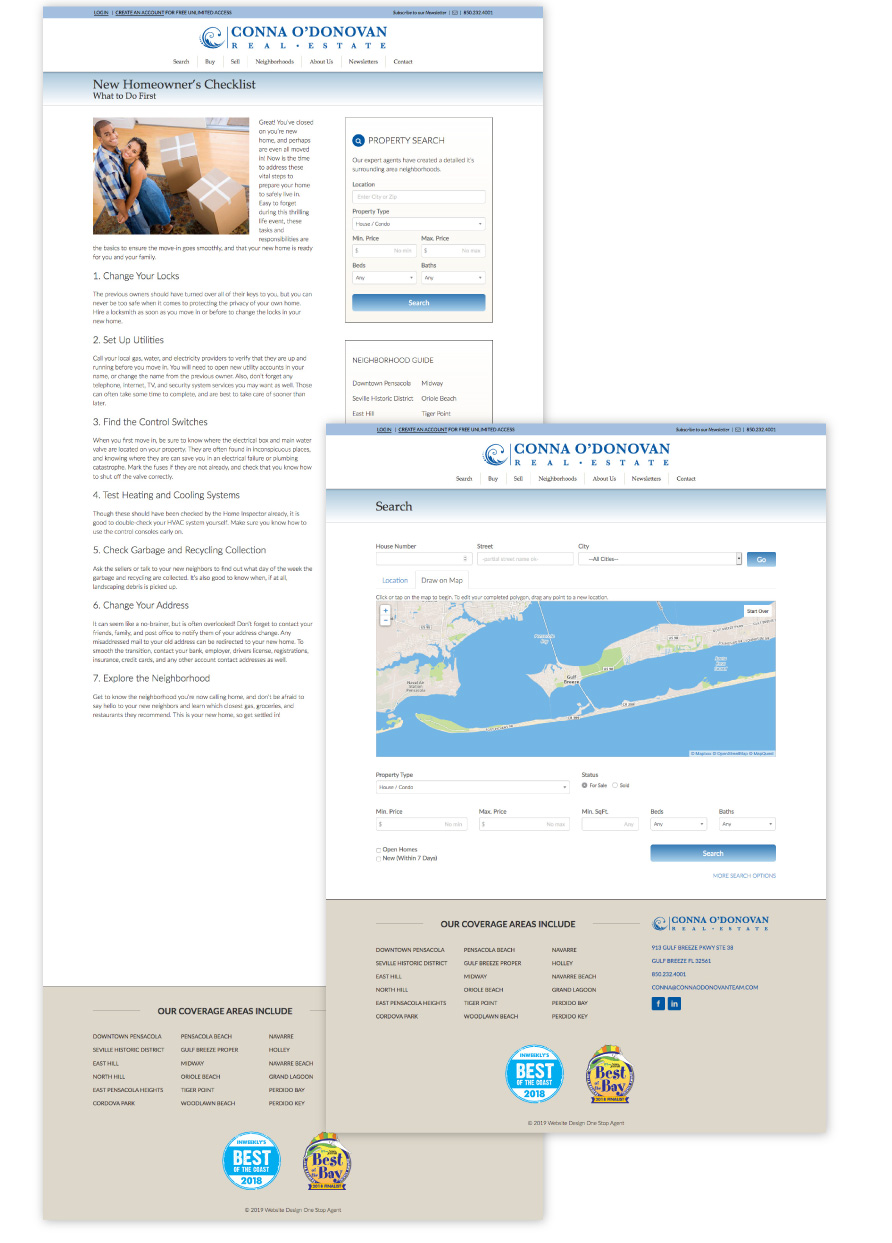 LOG IN | CREATE AN ACCOUNT FOR FREE UNLIMITED ACCESS
Subscribe to our Newsletter | | 850.232.4001
CONNA O'DONOVAN
REAL • ESTATE
Search Buy Sell Neighborhoods About Us Newsletters Contact
New Homeowner's Checklist
What to Do First
Great! You've closed
on you're new
home, and perhaps
are even all moved
in! Now is the time
to address these
vital steps to
prepare your home
to safely live in.
Easy to forget
during this thrilling
life event, these
tasks and
responsibilities are
the basics to ensure the move-in goes smoothly, and that your new home is ready
for you and your family.
1. Change Your Locks
The previous owners should have turned over all of their keys to you, but you can
never be too safe when it comes to protecting the privacy of your own home.
Hire a locksmith as soon as you move in or before to change the locks in your
new home.
2. Set Up Utilities
Call your local gas, water, and electricity providers to verify that they are up and
running before you move in. You will need to open new utility accounts in your
name, or change the name from the previous owner. Also, don't forget any
telephone, internet, TV, and security system services you may want as well. Those
can often take some time to complete, and are best to take care of sooner than
later.
3. Find the Control Switches
When you first move in, be sure to know where the electrical box and main water
valve are located on your property. They are often found in inconspicuous places,
and knowing where they are can save you in an electrical failure or plumbing
catastrophe. Mark the fuses if they are not already, and check that you know how
to shut off the valve correctly.
4. Test Heating and Cooling Systems
Though these should have been checked by the Home Inspector already, it is
good to double-check your HVAC system yourself. Make sure you know how to
use the control consoles early on.
5. Check Garbage and Recycling Collection
Ask the sellers or talk to your new neighbors to find out what day of the week the
garbage and recycling are collected. It's also good to know when, if at all,
landscaping debris is picked up.
6. Change Your Address
It can seem like a no-brainer, but is often overlooked! Don't forget to contact your
friends, family, and post office to notify them of your address change. Any
misaddressed mail to your old address can be redirected to your new home. To
smooth the transition, contact your bank, employer, drivers license, registrations,
insurance, credit cards, and any other account contact addresses as well.
7. Explore the Neighborhood
Get to know the neighborhood you're now calling home, and don't be afraid to
say hello to your new neighbors and learn which closest gas, groceries, and
restaurants they recommend. This is your new home, so get settled in!
PROPERTY SEARCH
Our expert agents have created a detailed it's
surrounding area neighborhoods.
Location
Enter City or Zip
Property Type
House / Condo
Min. Price Max. Price
$ No min $ No max
Beds Baths
Any Any
Search
NEIGHBORHOOD GUIDE
Downtown Pensacola Midway
Seville Historic District Oriole Beach
East Hill Tiger Point
OUR COVERAGE AREAS INCLUDE
DOWNTOWN PENSACOLA PENSACOLA BEACH NAVARRE
SEVILLE HISTORIC DISTRICT GULF BREEZE PROPER HOLLEY
EAST HILL MIDWAY NAVARRE BEACH
NORTH HILL ORIOLE BEACH GRAND LAGOON
EAST PENSACOLA HEIGHTS TIGER POINT PERDIDO BAY
CORDOVA PARK WOODLAWN BEACH PERDIDO KEY
INWEEKLY'S
BEST
OF THE COAST
2018
Best
of the
Bay
2018 FINALIST
© 2019 Website Design One Stop Agent
LOG IN | CREATE AN ACCOUNT FOR FREE UNLIMITED ACCESS
Subscribe to our Newsletter | | 850.232.4001
CONNA O'DONOVAN
REAL • ESTATE
Search Buy Sell Neighborhoods About Us Newsletters Contact
Search
House Number Street City
-partial street name ok- ---All Cities--- Go
Location Draw on Map
Click or tap on the map to begin. To edit your completed polygon, drag any point to a new location.
+
−
Start Over
US 98
US 98
US 98
Gulf
Breeze
Naval Air
Station
Pensacola
CR 399
CR 399
© Mapbox © OpenStreetMap © MapQuest
Property Type Status
House / Condo For Sale Sold
Min. Price Max. Price Min. SqFt. Beds Baths
$ No min $ No max Any Any Any
Open Homes
New (Within 7 Days)
Search
MORE SEARCH OPTIONS
OUR COVERAGE AREAS INCLUDE
DOWNTOWN PENSACOLA PENSACOLA BEACH NAVARRE
SEVILLE HISTORIC DISTRICT GULF BREEZE PROPER HOLLEY
EAST HILL MIDWAY NAVARRE BEACH
NORTH HILL ORIOLE BEACH GRAND LAGOON
EAST PENSACOLA HEIGHTS TIGER POINT PERDIDO BAY
CORDOVA PARK WOODLAWN BEACH PERDIDO KEY
CONNA O'DONOVAN
REAL • ESTATE
913 GULF BREEZE PKWY STE 38
GULF BREEZE FL 32561
850.232.4001
CONNA@CONNAODONOVANTEAM.COM
f in
INWEEKLY'S
BEST
OF THE COAST
2018
Best
of the
Bay
2018 FINALIST
© 2019 Website Design One Stop Agent